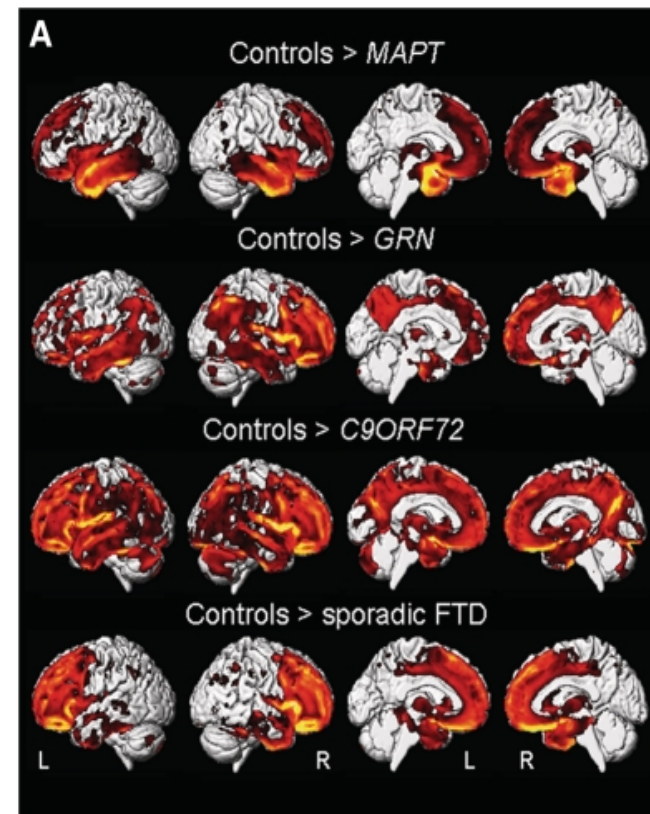 A
Controls > MAPT
Controls > GRN
Controls > C9ORF72
Controls > sporadic FTD
L R L R